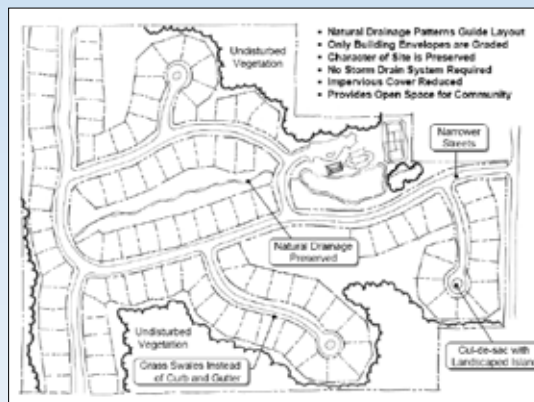 • Natural Drainage Patterns Guide Layout
• Only Building Envelopes are Graded
• Character of Site is Preserved
• No Storm Drain System Required
• Impervious Cover Reduced
• Provides Open Space for Community
Undisturbed
Vegetation
Narrower
Streets
Natural Drainage
Preserved
Undisturbed
Vegetation
Grass Swales Instead
of Curb and Gutter
Cul-de-sac with
Landscaped Island